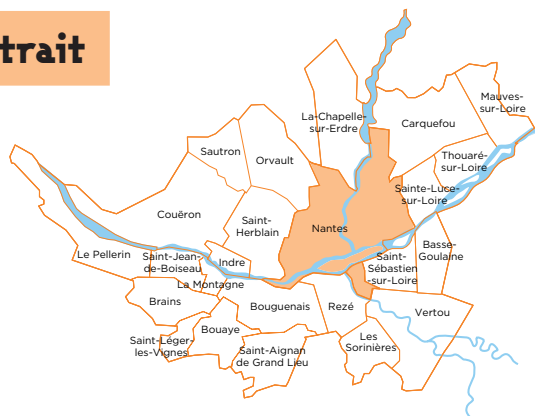 trait
Mauves-
sur-Loire
La-Chapelle-
sur-Erdre
Carquefou
Sautron
Orvault
Thouaré-
sur-Loire
Sainte-Luce-
sur-Loire
Couëron
Saint-
Herblain
Nantes
Le Pellerin
Saint-Jean-
de-Boiseau
Indre
Saint-
Sébastien
-sur-Loire
Basse-
Goulaine
La Montagne
Brains
Bouguenais
Rezé
Vertou
Bouaye
Saint-Léger-
les-Vignes
Saint-Aignan
de Grand Lieu
Les
Sorinières